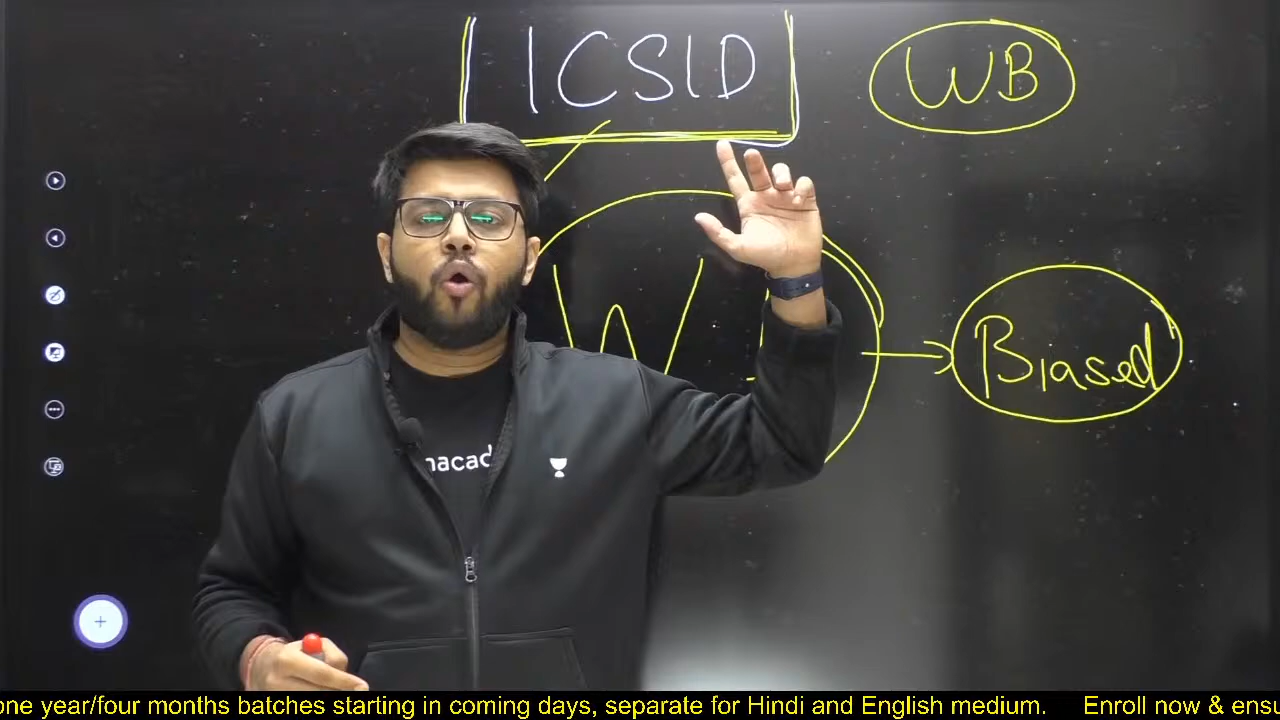 ICSID
WB
W
Biased
nacad
one year/four months batches starting in coming days, separate for Hindi and English medium. Enroll now & ensu